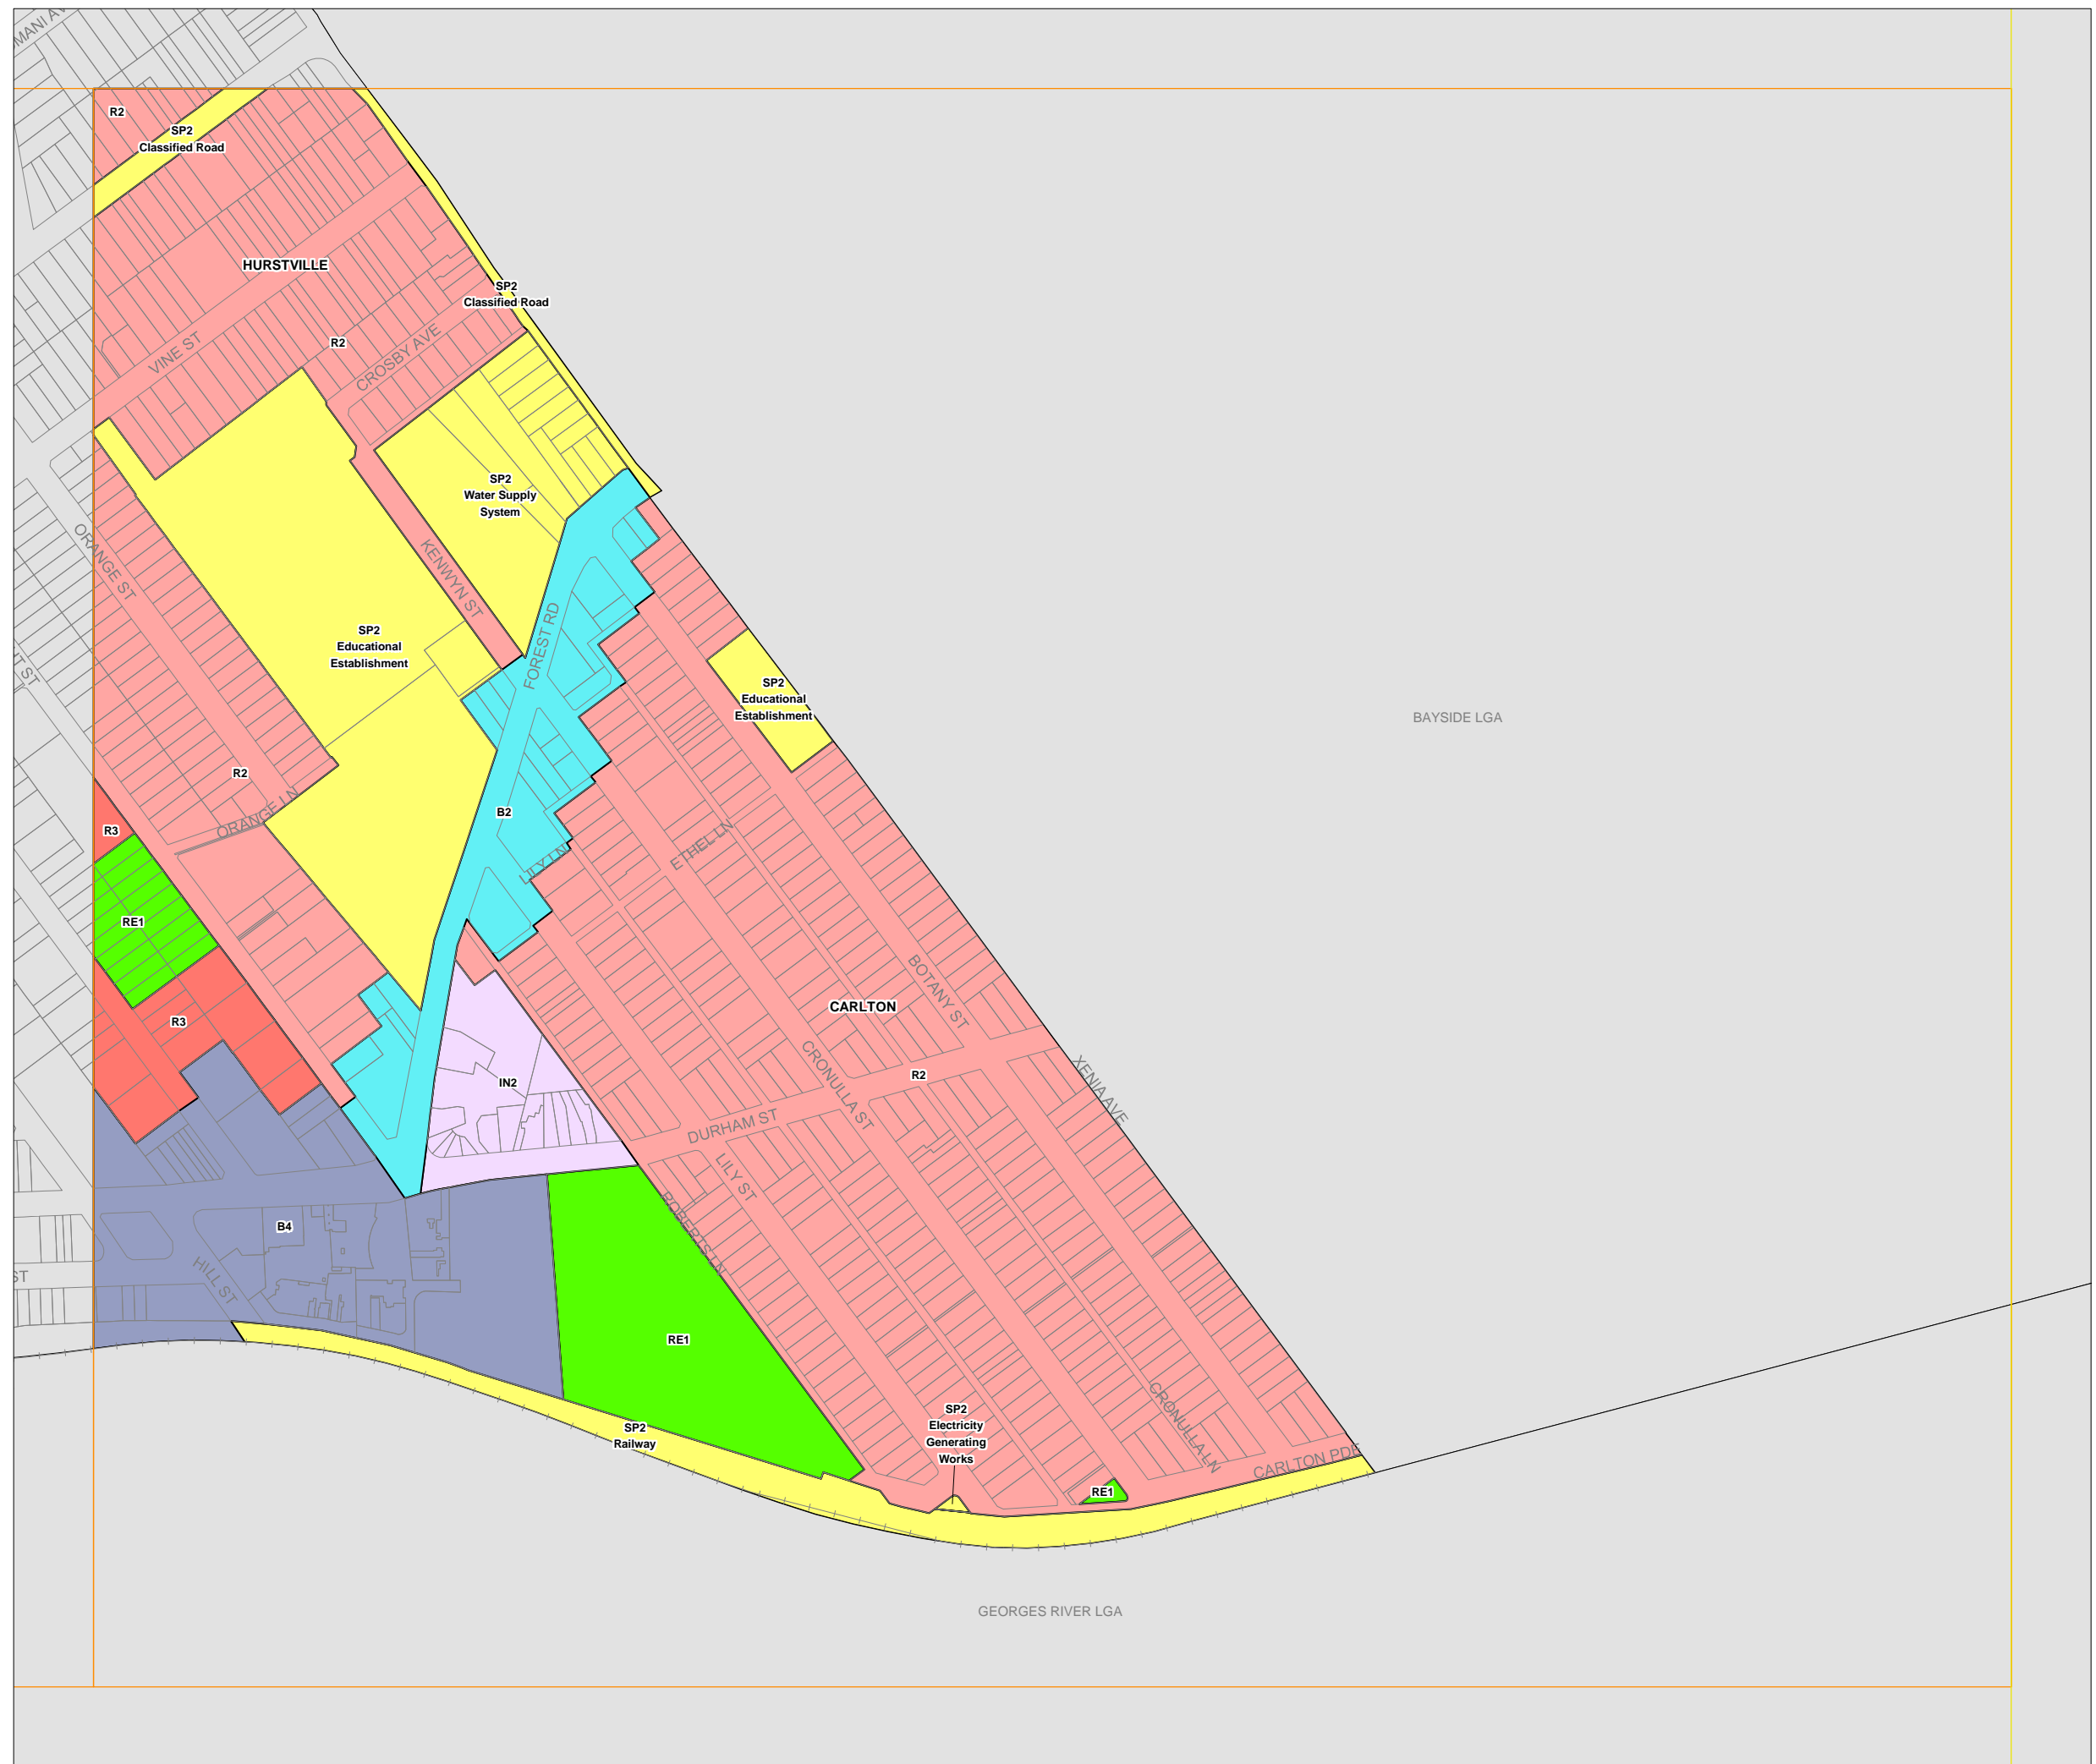 R2
SP2
Classified Road
HURSTVILLE
SP2
Classified Road
R2
VINE ST
CROSBY AVE
SP2
Water Supply
System
ORANGE ST
KENWYN ST
FOREST RD
SP2
Educational
Establishment
SP2
Educational
Establishment
BAYSIDE LGA
R2
ORANGE LN
B2
R3
LILY LN
ETHEL LN
RE1
BOTANY ST
CARLTON
R3
CRONULLA ST
R2
XENIA AVE
IN2
DURHAM ST
LILY ST
ROBERTS LN
B4
HILL ST
ST
RE1
SP2
Railway
SP2
Electricity
Generating
Works
CRONULLA LN
CARLTON PDE
RE1
GEORGES RIVER LGA